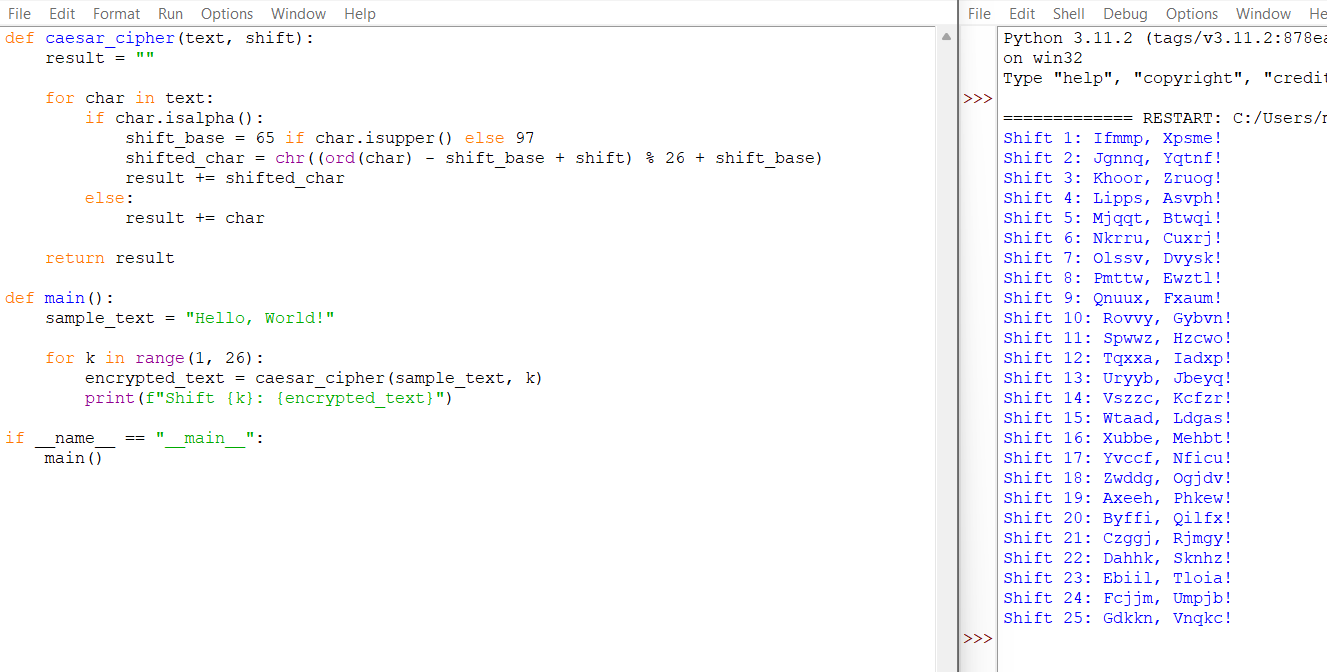 File Edit Format Run Options Window Help
def caesar_cipher(text, shift):
    result = ""

    for char in text:
        if char.isalpha():
            shift_base = 65 if char.isupper() else 97
            shifted_char = chr((ord(char) - shift_base + shift) % 26 + shift_base)
            result += shifted_char
        else:
            result += char

    return result

def main():
    sample_text = "Hello, World!"

    for k in range(1, 26):
        encrypted_text = caesar_cipher(sample_text, k)
        print(f"Shift {k}: {encrypted_text}")

if __name__ == "__main__":
    main()
File Edit Shell Debug Options Window
Python 3.11.2 (tags/v3.11.2:878ea
on win32
Type "help", "copyright", "credit
>>>
============= RESTART: C:/Users/
Shift 1: Ifmmp, Xpsme!
Shift 2: Jgnnq, Yqtnf!
Shift 3: Khoor, Zruog!
Shift 4: Lipps, Asvph!
Shift 5: Mjqqt, Btwqi!
Shift 6: Nkrru, Cuxrj!
Shift 7: Olssv, Dvysk!
Shift 8: Pmttw, Ewztl!
Shift 9: Qnuux, Fxaum!
Shift 10: Rovvy, Gybvn!
Shift 11: Spwwz, Hzcwo!
Shift 12: Tqxxa, Iadxp!
Shift 13: Uryyb, Jbeyq!
Shift 14: Vszzc, Kcfzr!
Shift 15: Wtaad, Ldgas!
Shift 16: Xubbe, Mehbt!
Shift 17: Yvccf, Nficu!
Shift 18: Zwddg, Ogjdv!
Shift 19: Axeeh, Phkew!
Shift 20: Byffi, Qilfx!
Shift 21: Czggj, Rjmgy!
Shift 22: Dahhk, Sknhz!
Shift 23: Ebiil, Tloia!
Shift 24: Fcjjm, Umpjb!
Shift 25: Gdkkn, Vnqkc!
>>>